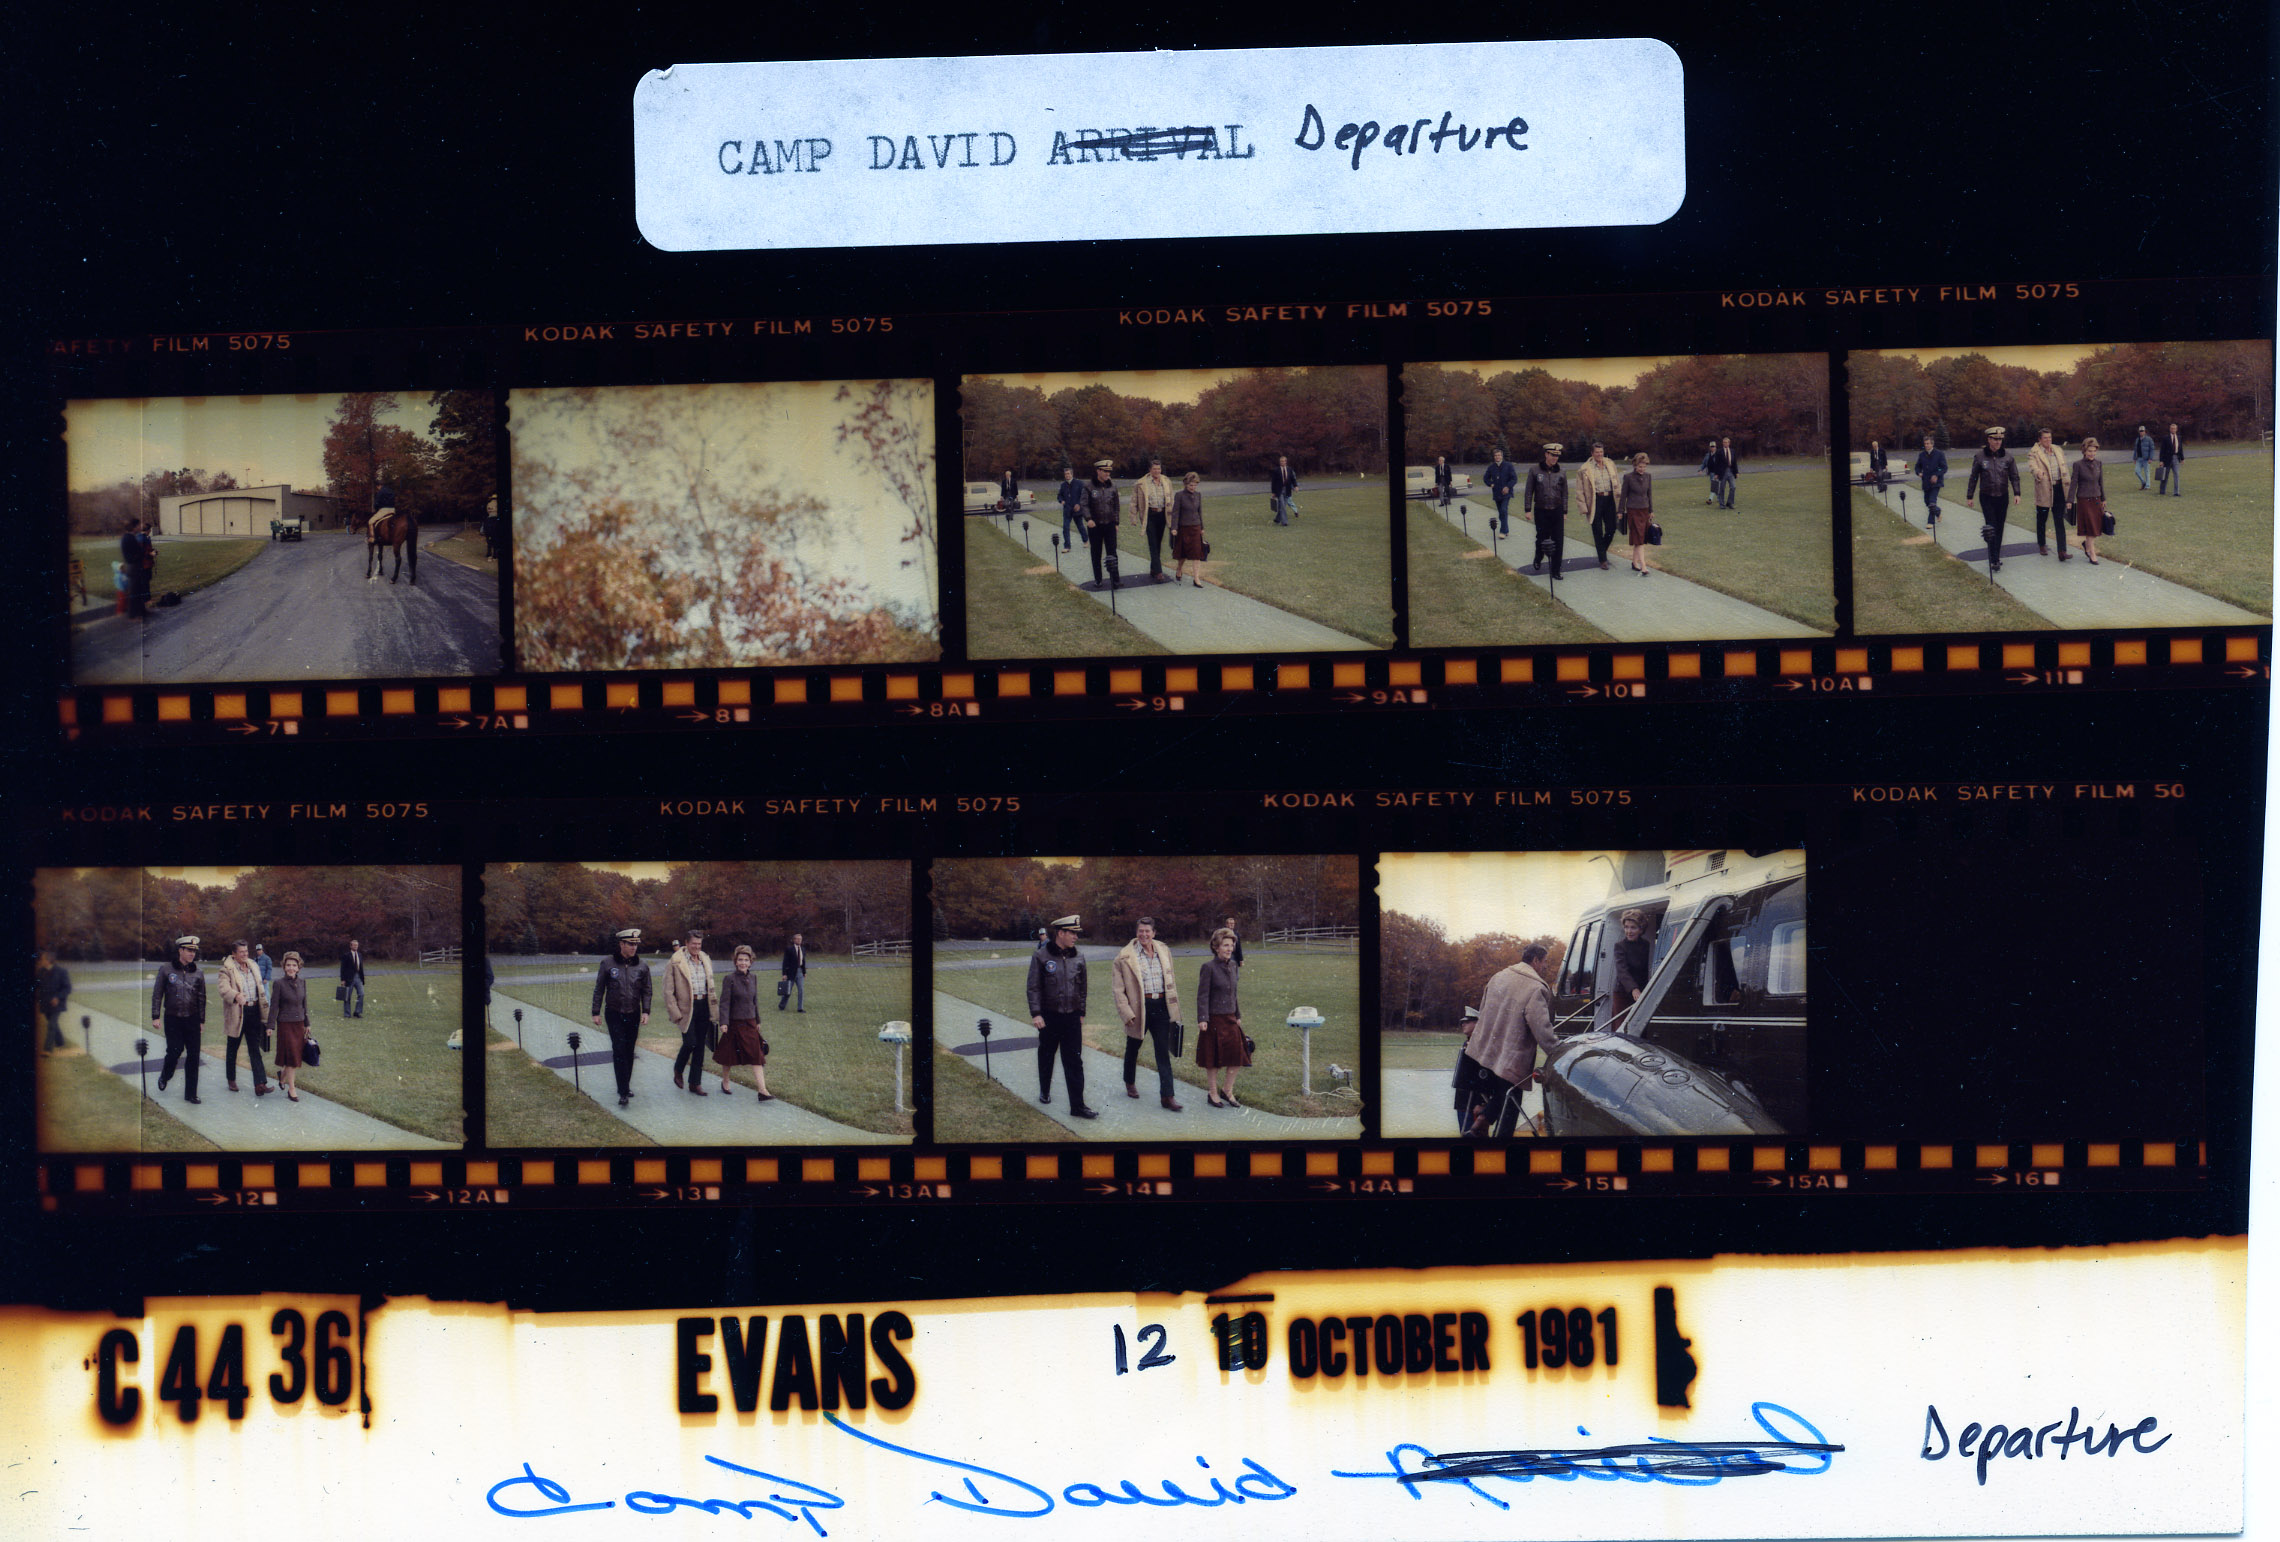 CAMP DAVID ARRIVAL Departure
AFETY FILM 5075 KODAK SAFETY FILM 5075 KODAK SAFETY FILM 5075 KODAK SAFETY FILM 5075
→7 →7A →8 →8A →9 →9A →10 →10A →11 →1
KODAK SAFETY FILM 5075 KODAK SAFETY FILM 5075 KODAK SAFETY FILM 5075 KODAK SAFETY FILM 50
→12 →12A →13 →13A →14 →14A →15 →15A →16
C4436 EVANS 12 10 OCTOBER 1981
Camp David Arrival Departure